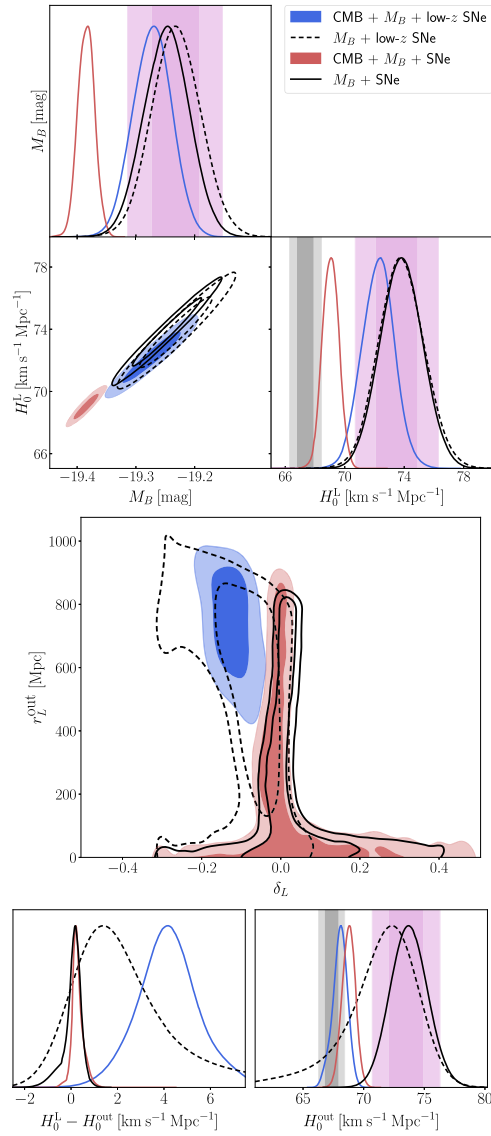 CMB + M_B + low-z SNe
M_B + low-z SNe
CMB + M_B + SNe
M_B + SNe
M_B [mag]
78
74
70
66
H_0^L [km s^−1 Mpc^−1]
−19.4 −19.3 −19.2
M_B [mag]
66 70 74 78
H_0^L [km s^−1 Mpc^−1]
1000
800
600
400
200
0
r_L^out [Mpc]
−0.4 −0.2 0.0 0.2 0.4
δ_L
−2 0 2 4 6
H_0^L − H_0^out [km s^−1 Mpc^−1]
65 70 75 80
H_0^out [km s^−1 Mpc^−1]